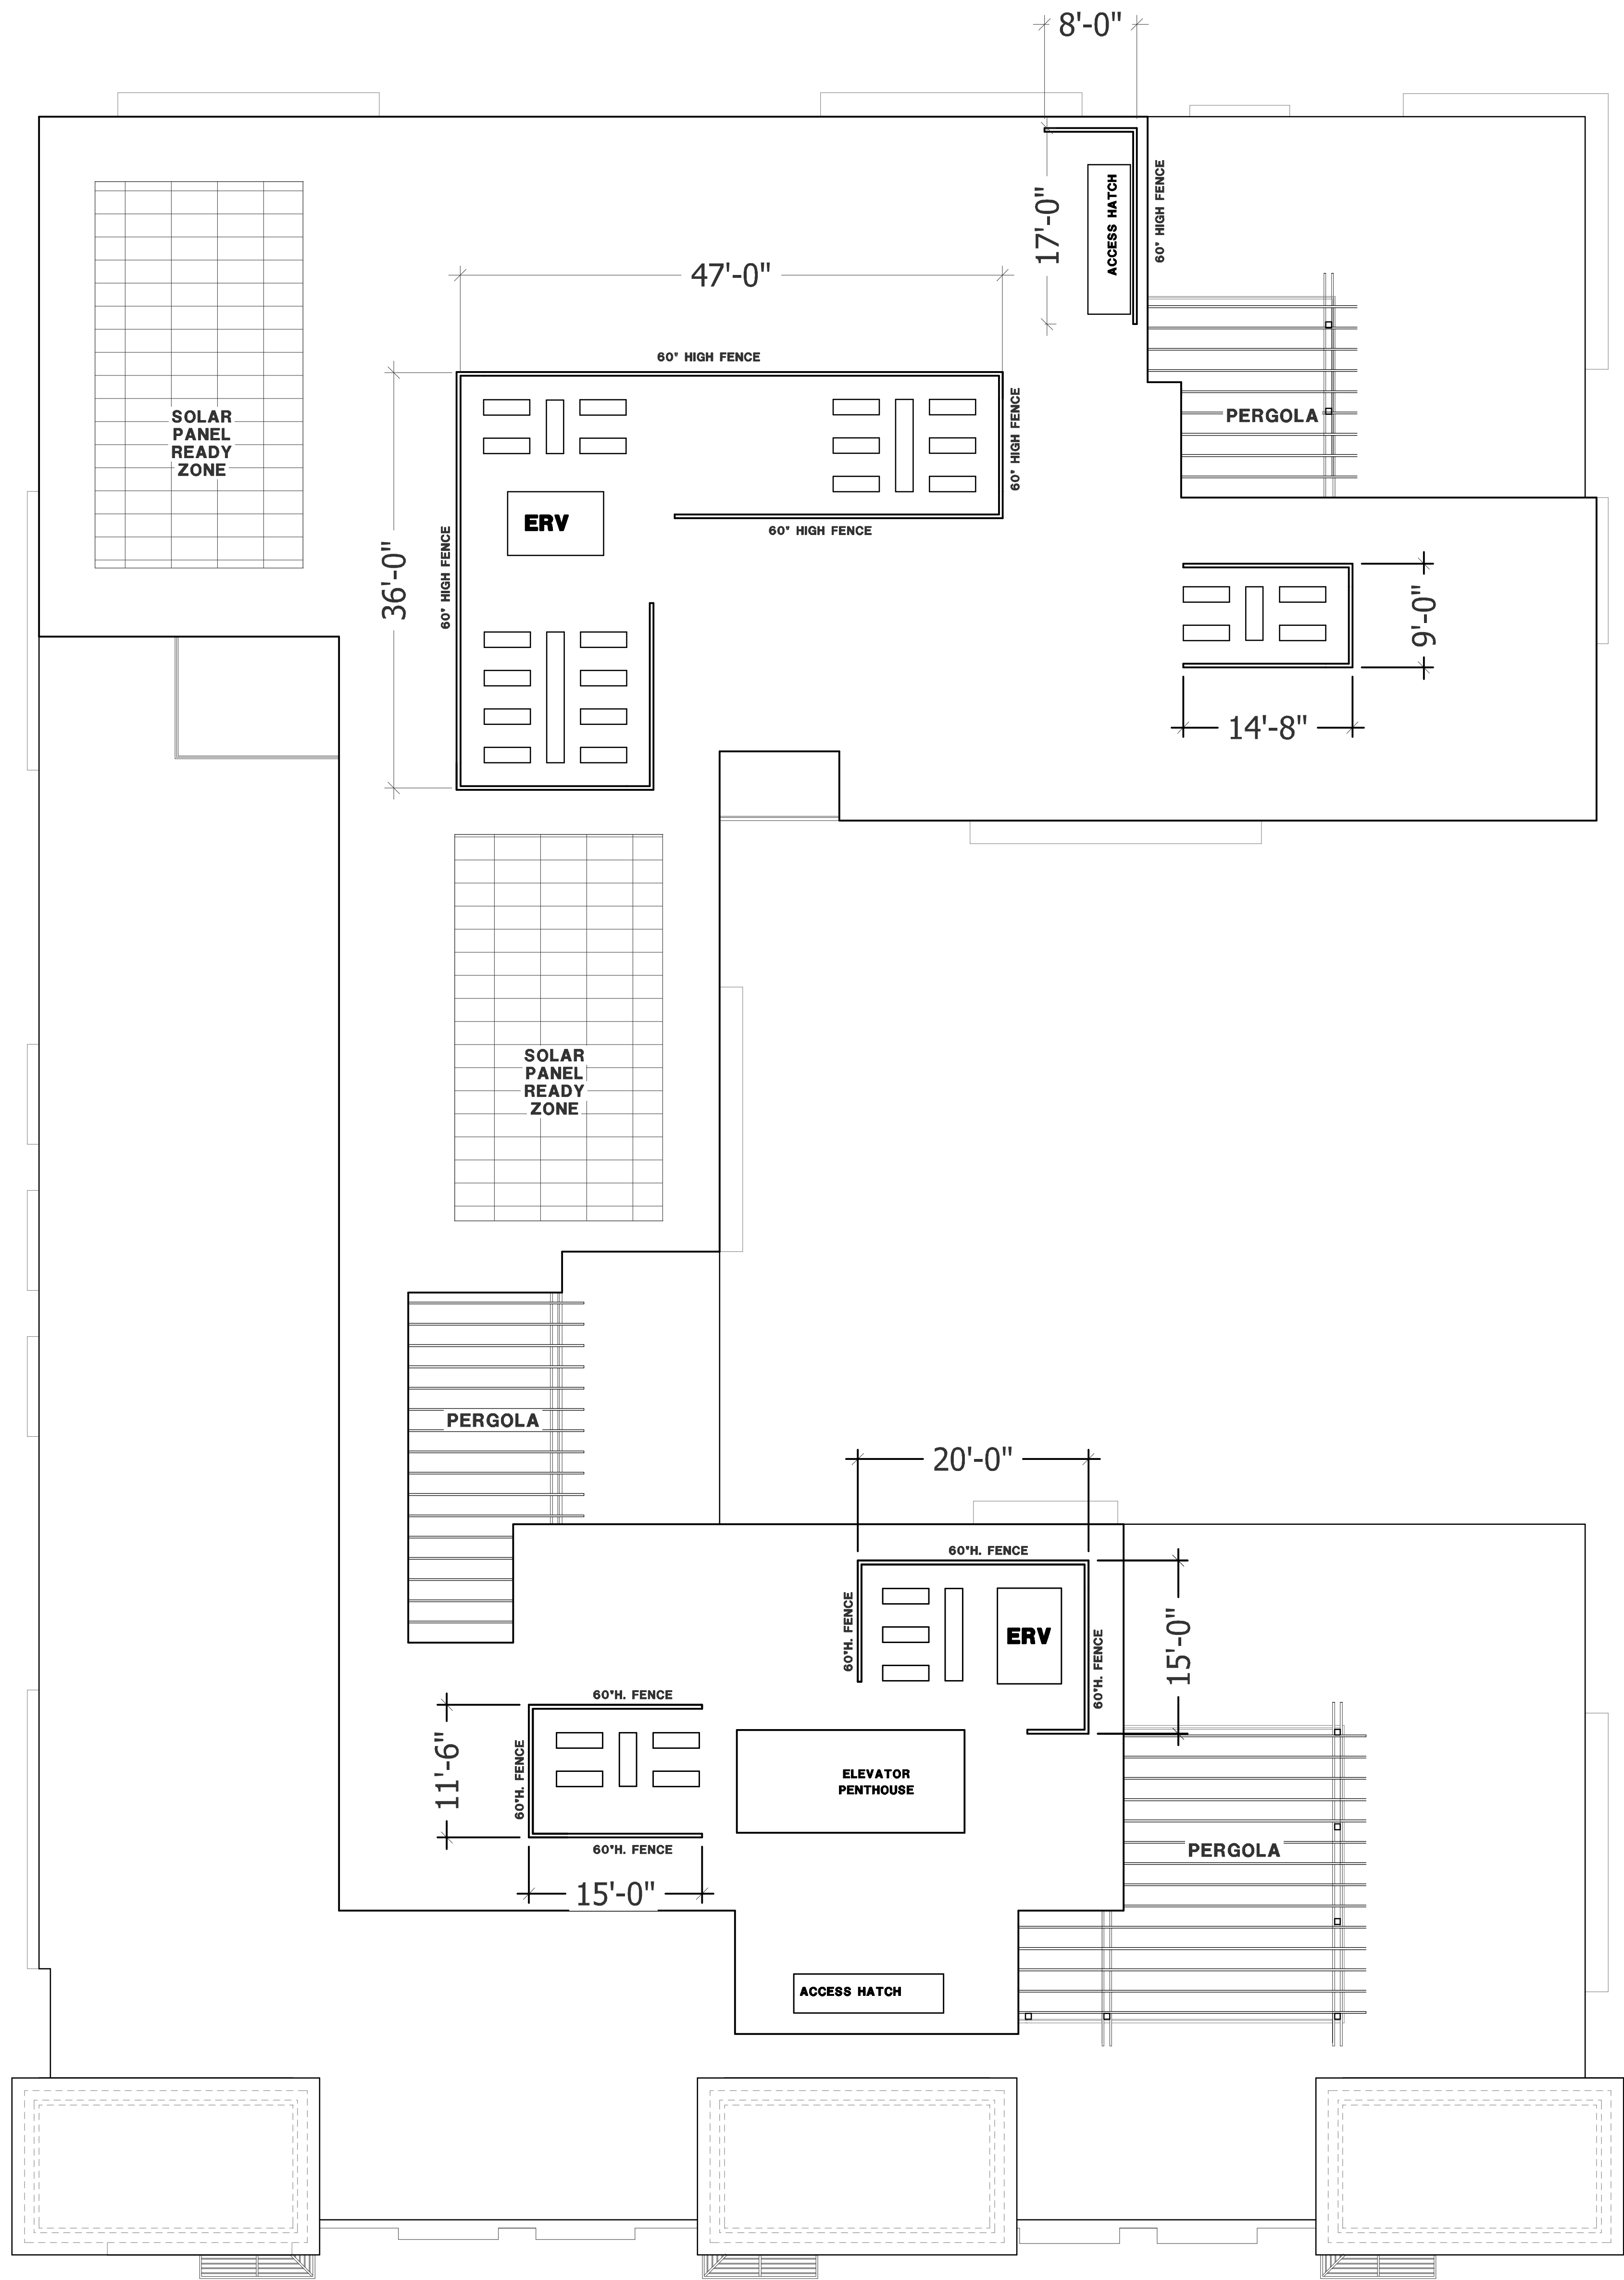 8'-0"
17'-0"
ACCESS HATCH
60" HIGH FENCE
47'-0"
60" HIGH FENCE
60" HIGH FENCE
SOLAR
PANEL
READY
ZONE
PERGOLA
ERV
60" HIGH FENCE
36'-0"
60" HIGH FENCE
9'-0"
14'-8"
SOLAR
PANEL
READY
ZONE
PERGOLA
20'-0"
60"H. FENCE
60"H. FENCE
ERV
60"H. FENCE
15'-0"
60"H. FENCE
11'-6"
60"H. FENCE
ELEVATOR
PENTHOUSE
60"H. FENCE
PERGOLA
15'-0"
ACCESS HATCH